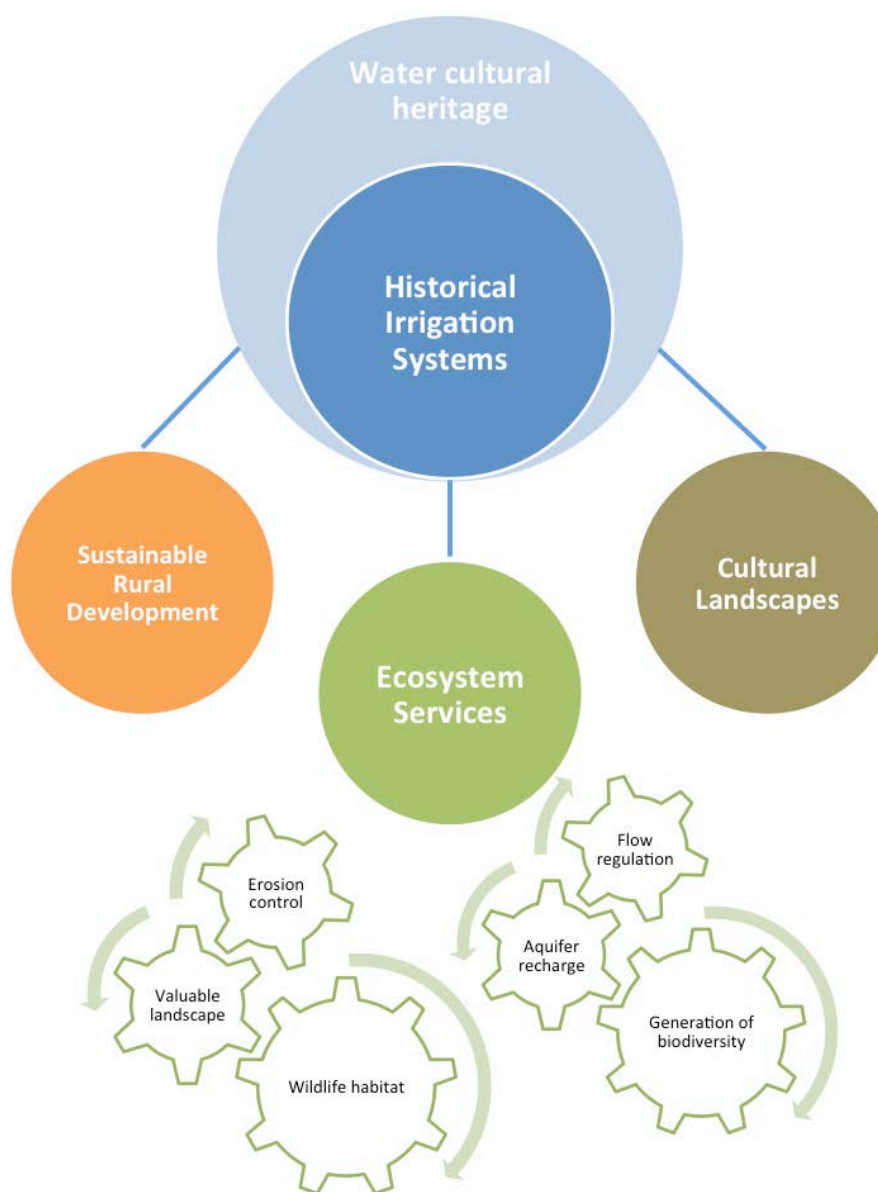 Water cultural
heritage
Historical
Irrigation
Systems
Sustainable
Rural
Development
Cultural
Landscapes
Ecosystem
Services
Erosion
control
Valuable
landscape
Wildlife habitat
Flow
regulation
Aquifer
recharge
Generation of
biodiversity